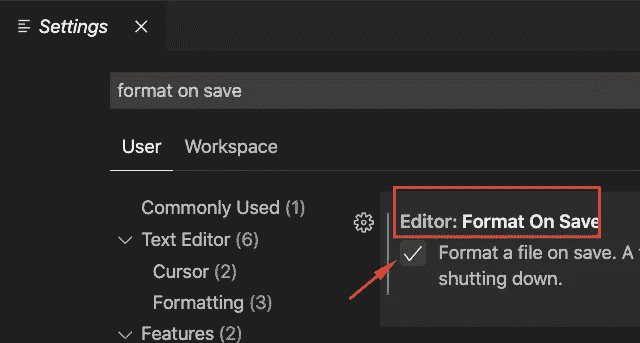 Settings
format on save
User Workspace
Commonly Used (1)
Text Editor (6)
Cursor (2)
Formatting (3)
Features (2)
Editor: Format On Save
Format a file on save. A
shutting down.